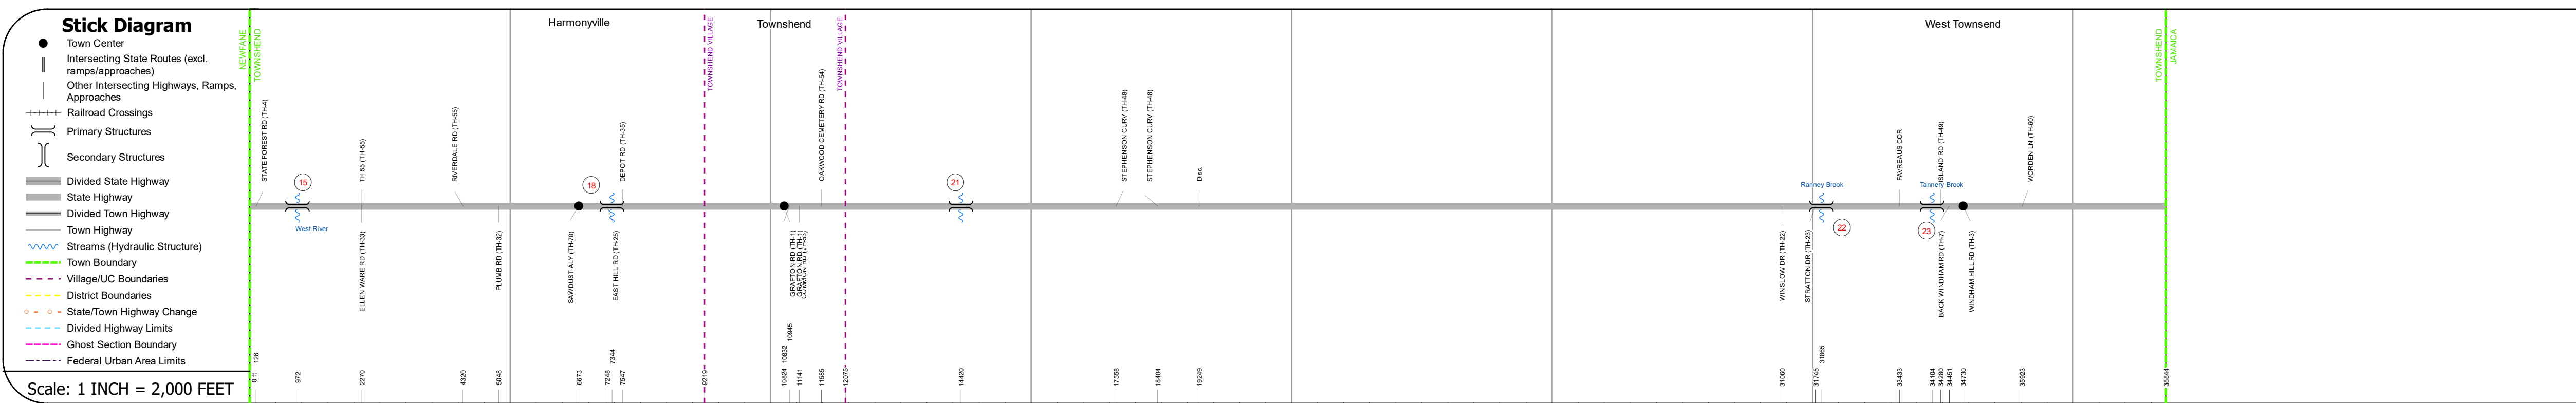 Stick Diagram
Town Center
Intersecting State Routes (excl.
ramps/approaches)
Other Intersecting Highways, Ramps,
Approaches
Railroad Crossings
Primary Structures
Secondary Structures
Divided State Highway
State Highway
Divided Town Highway
Town Highway
Streams (Hydraulic Structure)
Town Boundary
Village/UC Boundaries
District Boundaries
State/Town Highway Change
Divided Highway Limits
Ghost Section Boundary
Federal Urban Area Limits
Scale: 1 INCH = 2,000 FEET
Harmonyville
Townshend
West Townsend
NEWFANE
TOWNSHEND
TOWNSHEND VILLAGE
TOWNSHEND VILLAGE
TOWNSHEND
JAMAICA
STATE FOREST RD (TH-4)
TH 55 (TH-55)
RIVERDALE RD (TH-55)
DEPOT RD (TH-35)
OAKWOOD CEMETERY RD (TH-54)
STEPHENSON CURV (TH-48)
STEPHENSON CURV (TH-48)
Disc.
FAVREAUS COR
ISLAND RD (TH-49)
WORDEN LN (TH-60)
15
18
21
22
23
West River
Ranney Brook
Tannery Brook
ELLEN WARE RD (TH-33)
PLUMB RD (TH-32)
SAWDUST ALY (TH-70)
EAST HILL RD (TH-25)
GRAFTON RD (TH-1)
GRAFTON RD (TH-1)
WINSLOW DR (TH-22)
STRATTON DR (TH-23)
BACK WINDHAM RD (TH-7)
WINDHAM HILL RD (TH-3)
0 ft
126
972
2270
4320
5048
6673
7248
7344
7547
9219
10824
10832
10945
11141
11585
12075
14420
17558
18404
19249
31060
31745
31865
33433
34104
34280
34451
34730
35923
38844